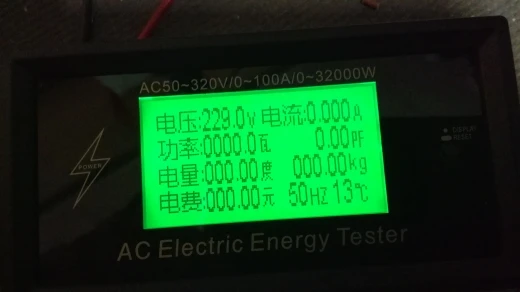 AC50~320V/0~100A/0~32000W
电压:229.0V 电流:0.000A
功率:0000.0瓦 0.00PF
电量:000.00度 000.00kg
电费:000.00元 50HZ 13℃
POWER
AC Electric Energy Tester